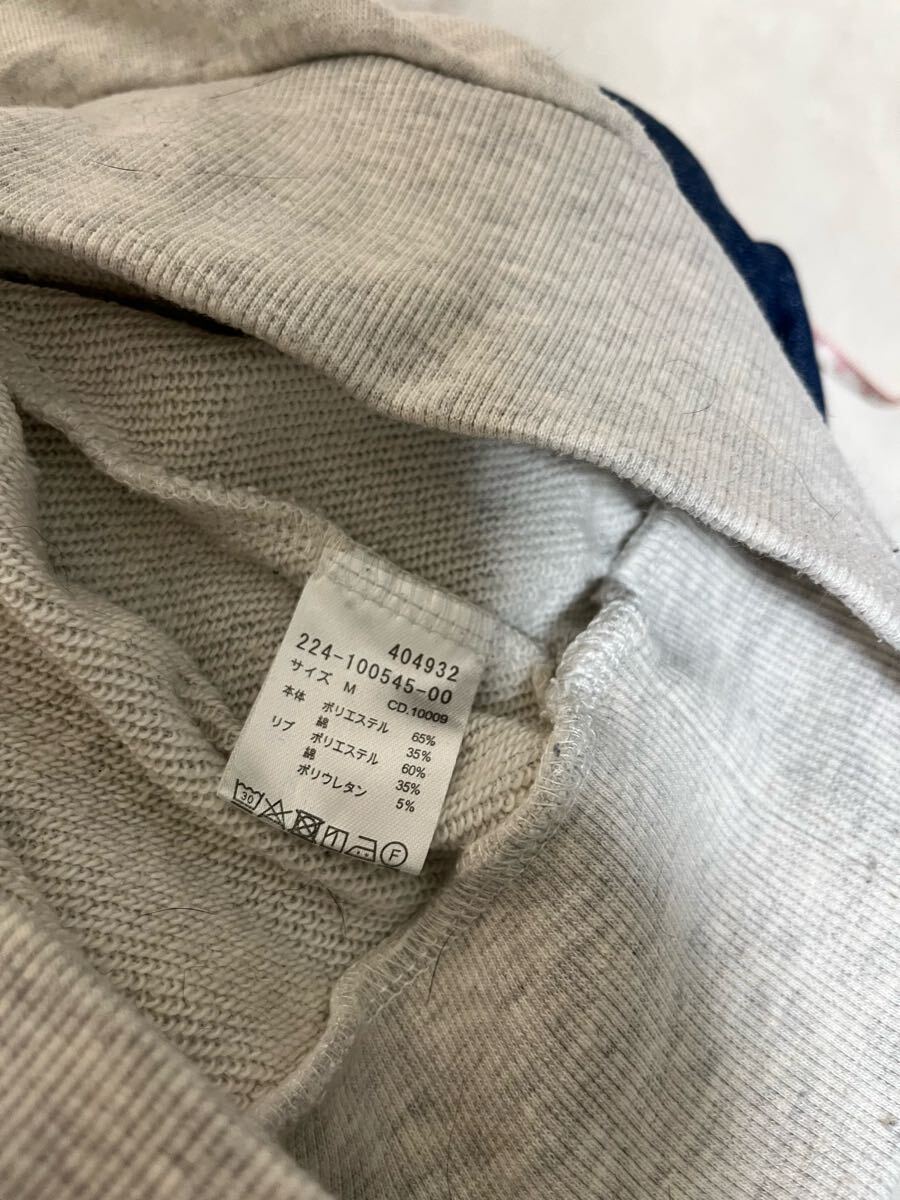 404932
224-100545-00
サイズ M CD.10009
本体 ポリエステル 65%
綿 35%
リブ ポリエステル 60%
綿 35%
ポリウレタン 5%
30 F